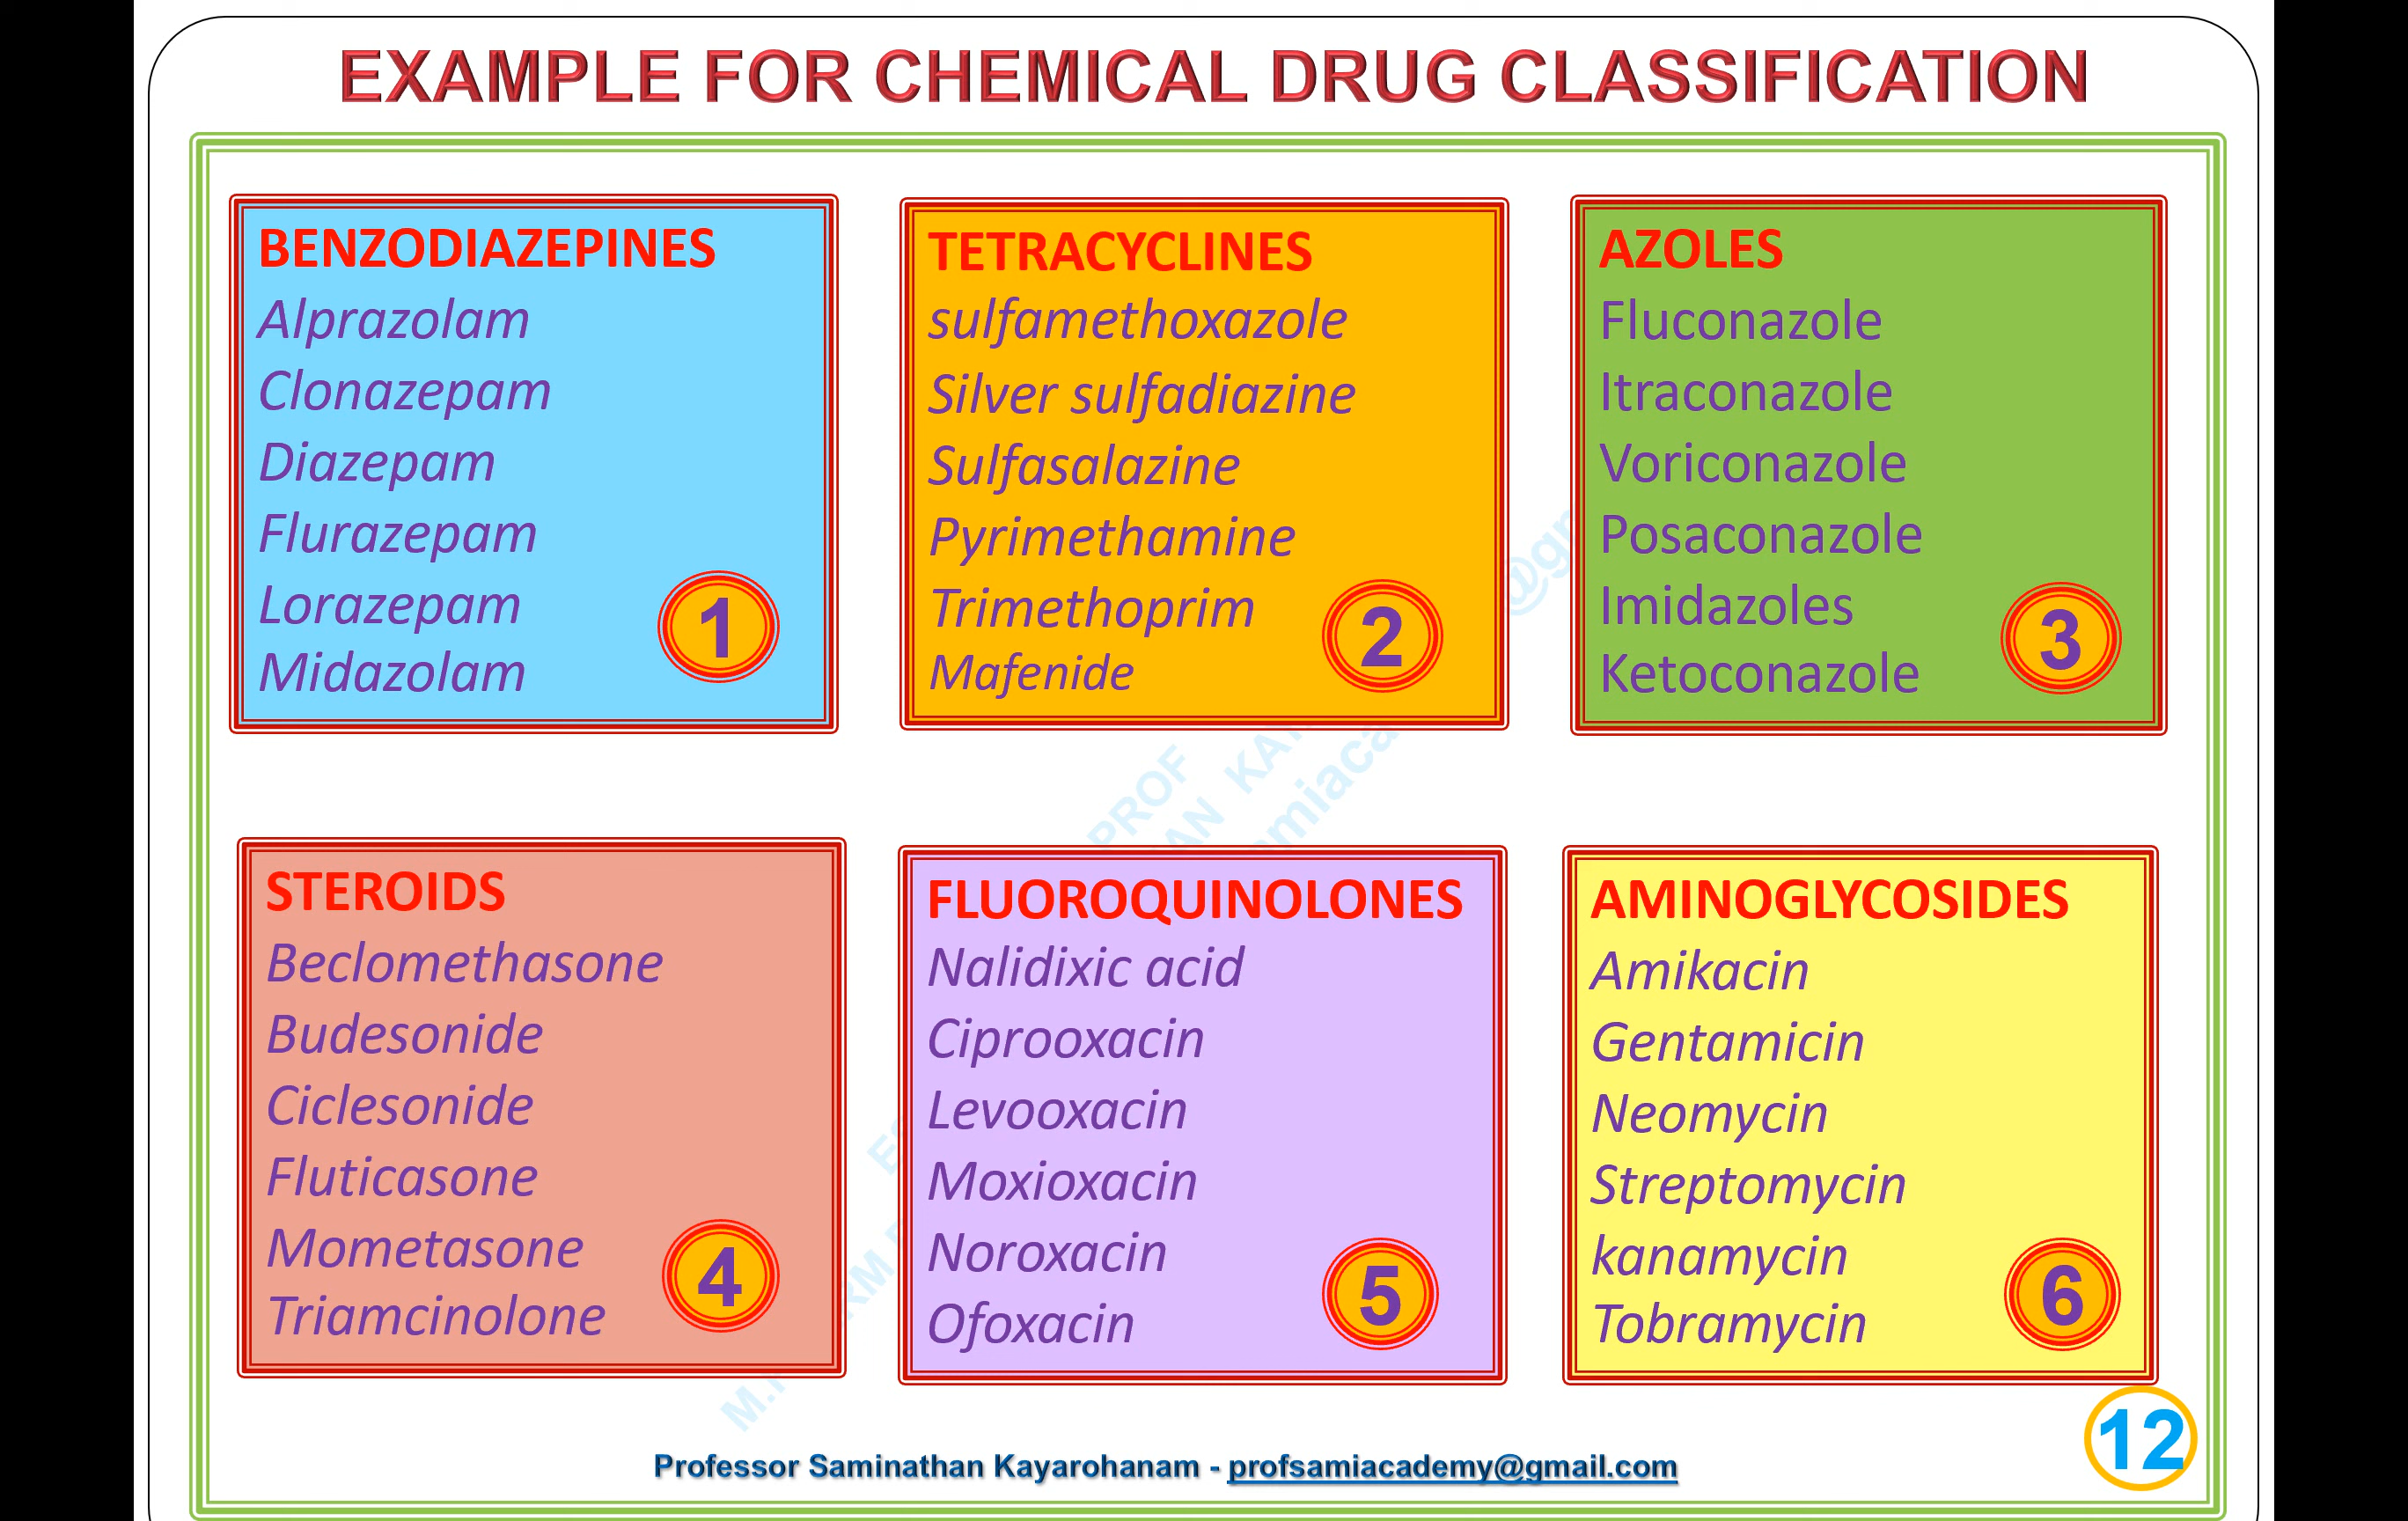 EXAMPLE FOR CHEMICAL DRUG CLASSIFICATION
BENZODIAZEPINES
Alprazolam
Clonazepam
Diazepam
Flurazepam
Lorazepam
Midazolam
1
TETRACYCLINES
sulfamethoxazole
Silver sulfadiazine
Sulfasalazine
Pyrimethamine
Trimethoprim
Mafenide
2
AZOLES
Fluconazole
Itraconazole
Voriconazole
Posaconazole
Imidazoles
Ketoconazole
3
STEROIDS
Beclomethasone
Budesonide
Ciclesonide
Fluticasone
Mometasone
Triamcinolone
4
FLUOROQUINOLONES
Nalidixic acid
Ciprooxacin
Levooxacin
Moxioxacin
Noroxacin
Ofoxacin
5
AMINOGLYCOSIDES
Amikacin
Gentamicin
Neomycin
Streptomycin
kanamycin
Tobramycin
6
PROF
12
Professor Saminathan Kayarohanam - profsamiacademy@gmail.com